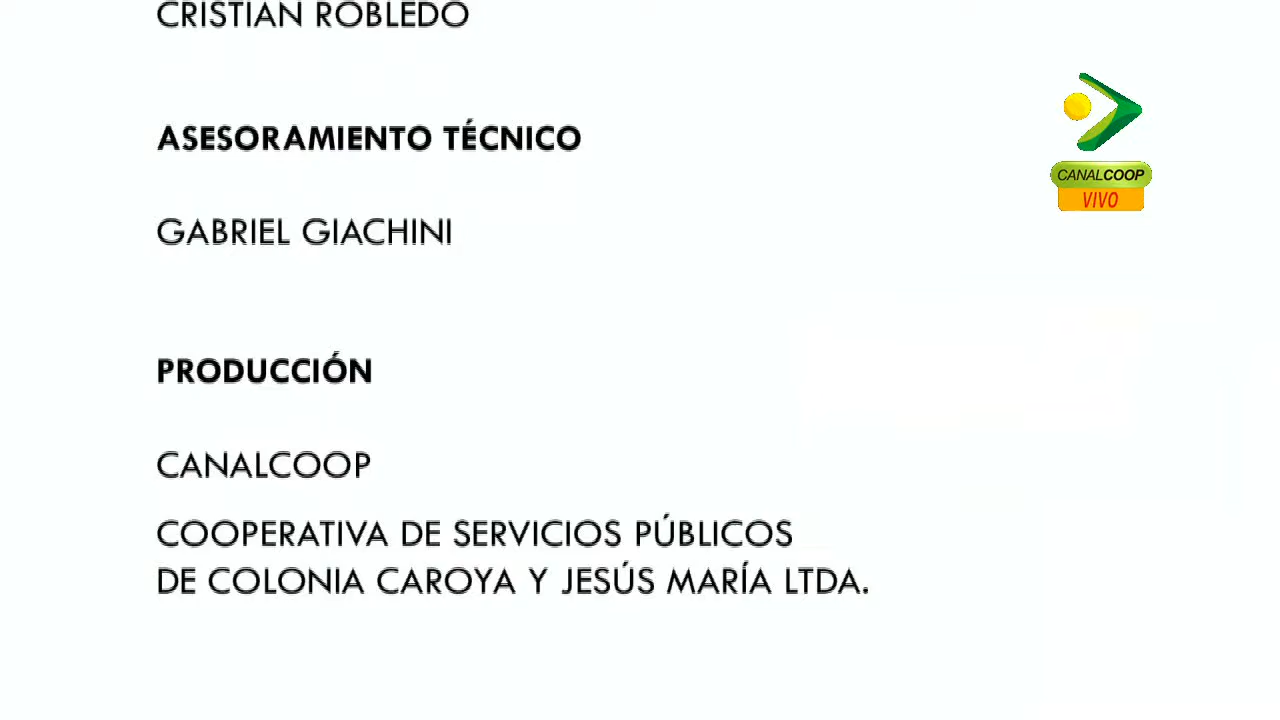 CRISTIAN ROBLEDO
ASESORAMIENTO TÉCNICO
GABRIEL GIACHINI
PRODUCCIÓN
CANALCOOP
COOPERATIVA DE SERVICIOS PÚBLICOS
DE COLONIA CAROYA Y JESÚS MARÍA LTDA.
CANALCOOP
VIVO